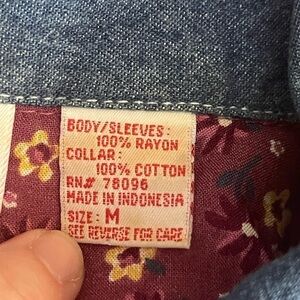 BODY/SLEEVES:
100% RAYON
COLLAR:
100% COTTON
RN# 78096
MADE IN INDONESIA
SIZE: M
SEE REVERSE FOR CARE